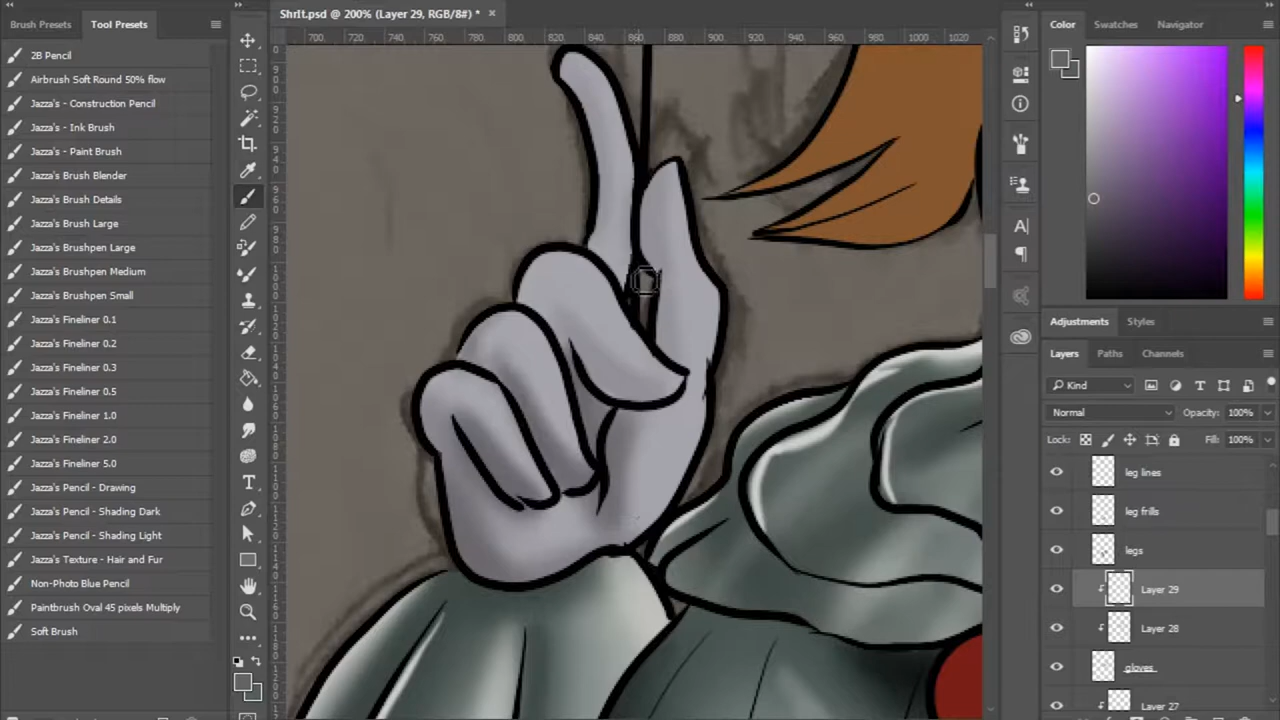 Brush Presets
Tool Presets
ShrIt.psd @ 200% (Layer 29, RGB/8#) * ×
700 740 760 780 800 820 840 860 880 900 920 940 960 980 1000 1020
2B Pencil
Airbrush Soft Round 50% flow
Jazza's - Construction Pencil
Jazza's - Ink Brush
Jazza's - Paint Brush
Jazza's Brush Blender
Jazza's Brush Details
Jazza's Brush Large
Jazza's Brushpen Large
Jazza's Brushpen Medium
Jazza's Brushpen Small
Jazza's Fineliner 0.1
Jazza's Fineliner 0.2
Jazza's Fineliner 0.3
Jazza's Fineliner 0.5
Jazza's Fineliner 1.0
Jazza's Fineliner 2.0
Jazza's Fineliner 5.0
Jazza's Pencil - Drawing
Jazza's Pencil - Shading Dark
Jazza's Pencil - Shading Light
Jazza's Texture - Hair and Fur
Non-Photo Blue Pencil
Paintbrush Oval 45 pixels Multiply
Soft Brush
Color
Swatches
Navigator
Adjustments
Styles
Layers
Paths
Channels
Kind
Normal
Opacity: 100%
Lock:
Fill: 100%
leg lines
leg frills
legs
Layer 29
Layer 28
gloves
Layer 27